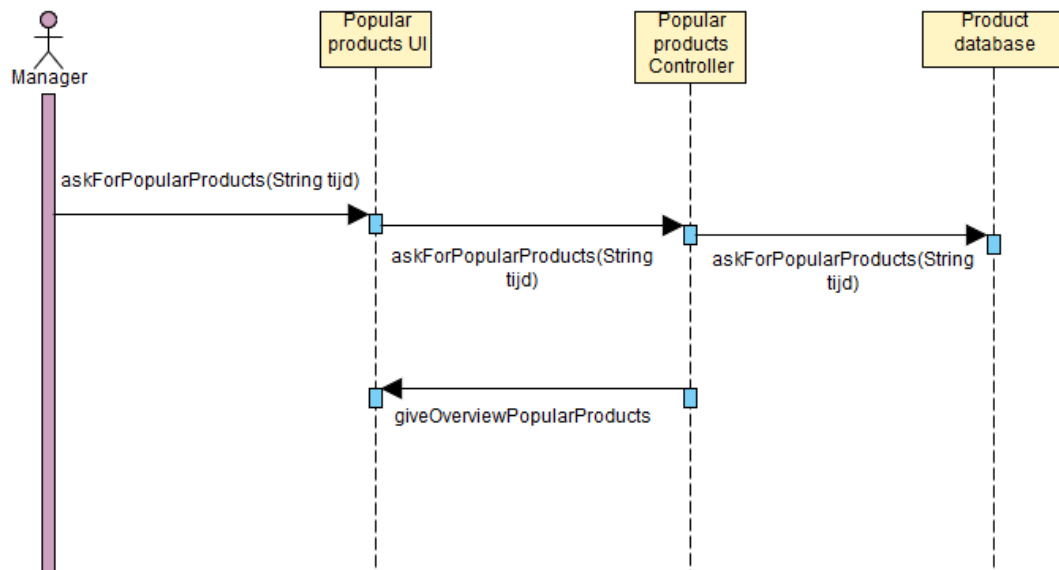 Manager
Popular
products UI
Popular
products
Controller
Product
database
askForPopularProducts(String tijd)
askForPopularProducts(String
tijd)
askForPopularProducts(String
tijd)
giveOverviewPopularProducts